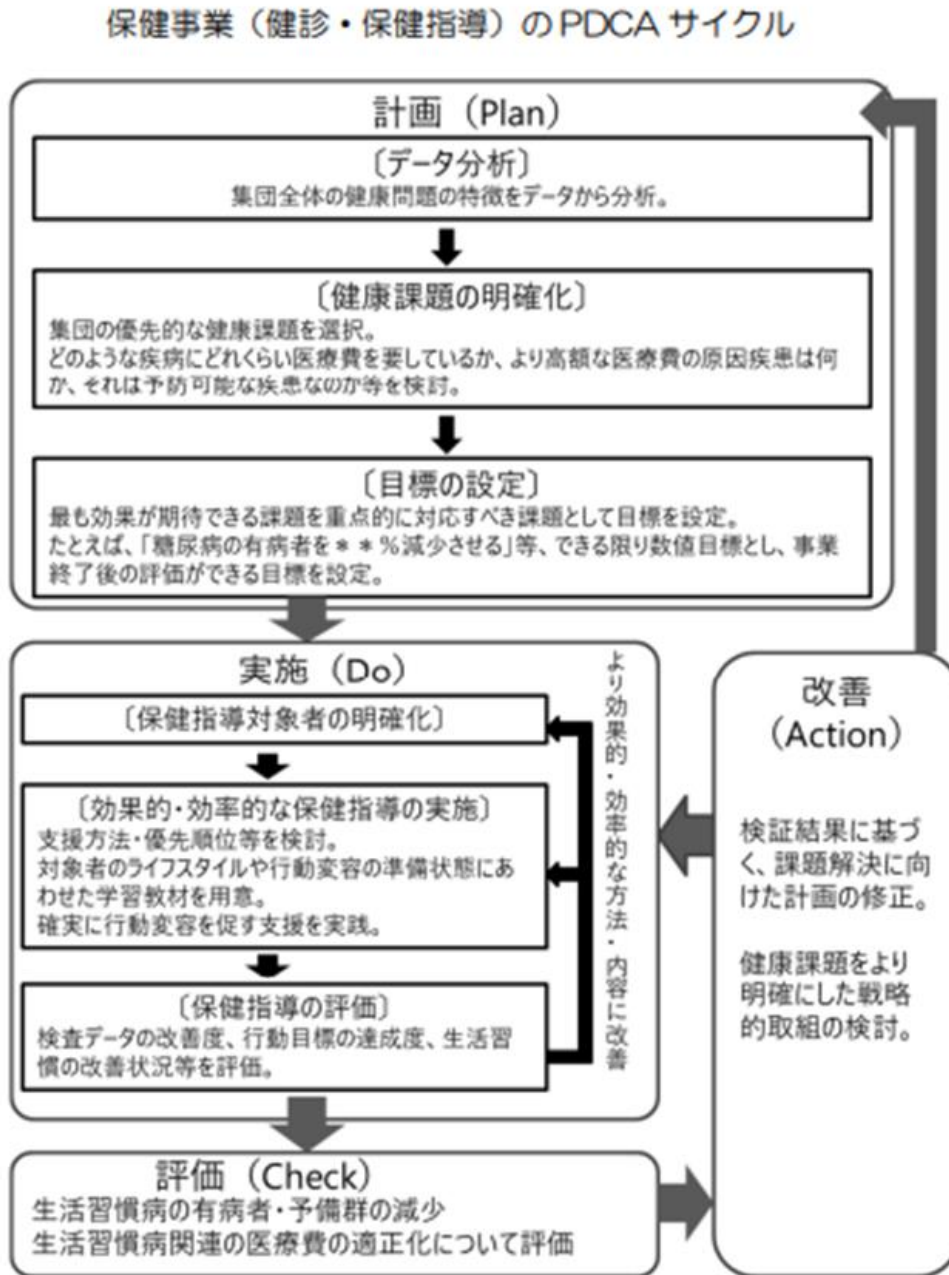 保健事業（健診・保健指導）のPDCAサイクル
計画（Plan）
〔データ分析〕
集団全体の健康問題の特徴をデータから分析。
〔健康課題の明確化〕
集団の優先的な健康課題を選択。
どのような疾病にどれくらい医療費を要しているか、より高額な医療費の原因疾患は何
か、それは予防可能な疾患なのか等を検討。
〔目標の設定〕
最も効果が期待できる課題を重点的に対応すべき課題として目標を設定。
たとえば、「糖尿病の有病者を＊＊％減少させる」等、できる限り数値目標とし、事業
終了後の評価ができる目標を設定。
実施（Do）
〔保健指導対象者の明確化〕
〔効果的・効率的な保健指導の実施〕
支援方法・優先順位等を検討。
対象者のライフスタイルや行動変容の準備状態にあ
わせた学習教材を用意。
確実に行動変容を促す支援を実践。
〔保健指導の評価〕
検査データの改善度、行動目標の達成度、生活習
慣の改善状況等を評価。
より効果的・効率的な方法・内容に改善
評価（Check）
生活習慣病の有病者・予備群の減少
生活習慣病関連の医療費の適正化について評価
改善
（Action）
検証結果に基づ
く、課題解決に向
けた計画の修正。
健康課題をより
明確にした戦略
的取組の検討。